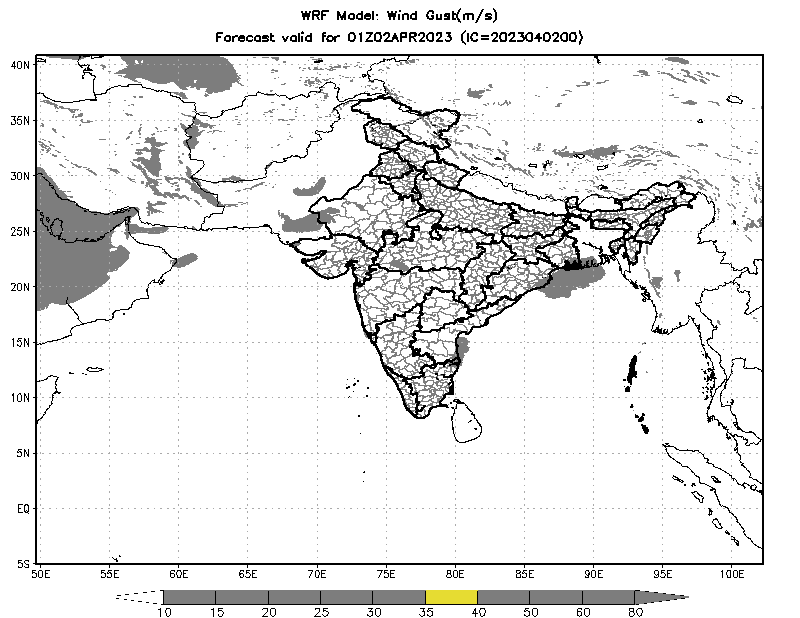 WRF Model: Wind Gust(m/s)
Forecast valid for 01Z02APR2023 (IC=2023040200)
40N
35N
30N
25N
20N
15N
10N
5N
EQ
5S
50E 55E 60E 65E 70E 75E 80E 85E 90E 95E 100E
10 15 20 25 30 35 40 50 60 80